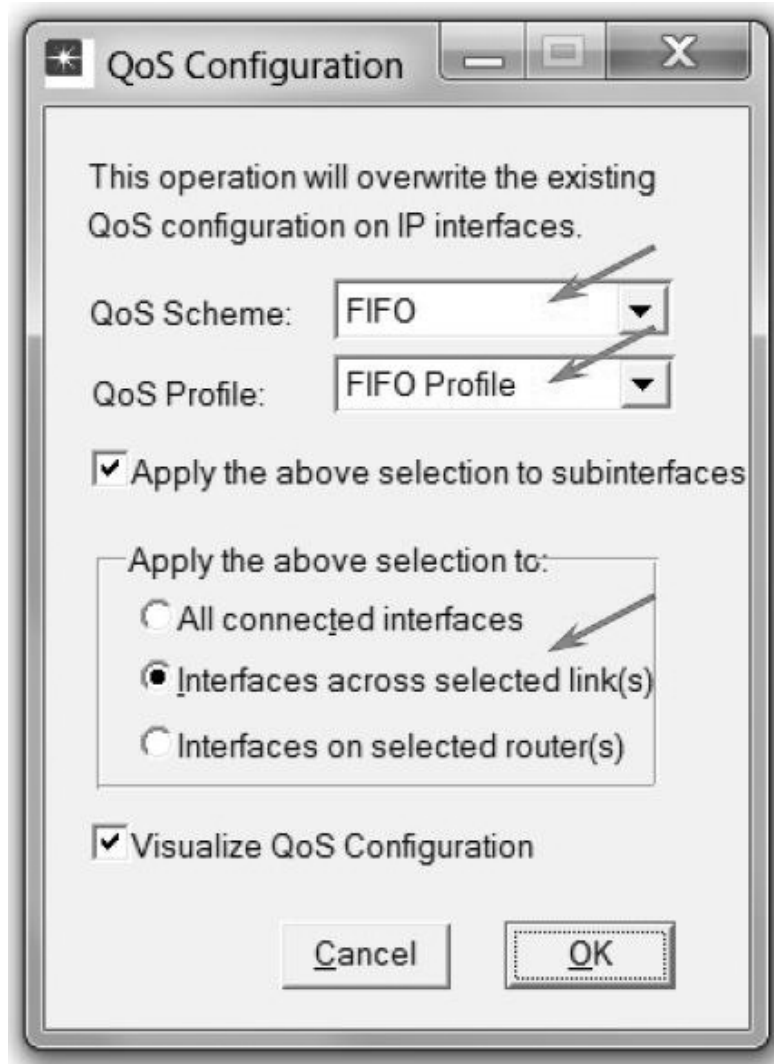 QoS Configuration
This operation will overwrite the existing
QoS configuration on IP interfaces.
QoS Scheme: FIFO
QoS Profile: FIFO Profile
Apply the above selection to subinterfaces
Apply the above selection to:
All connected interfaces
Interfaces across selected link(s)
Interfaces on selected router(s)
Visualize QoS Configuration
Cancel OK